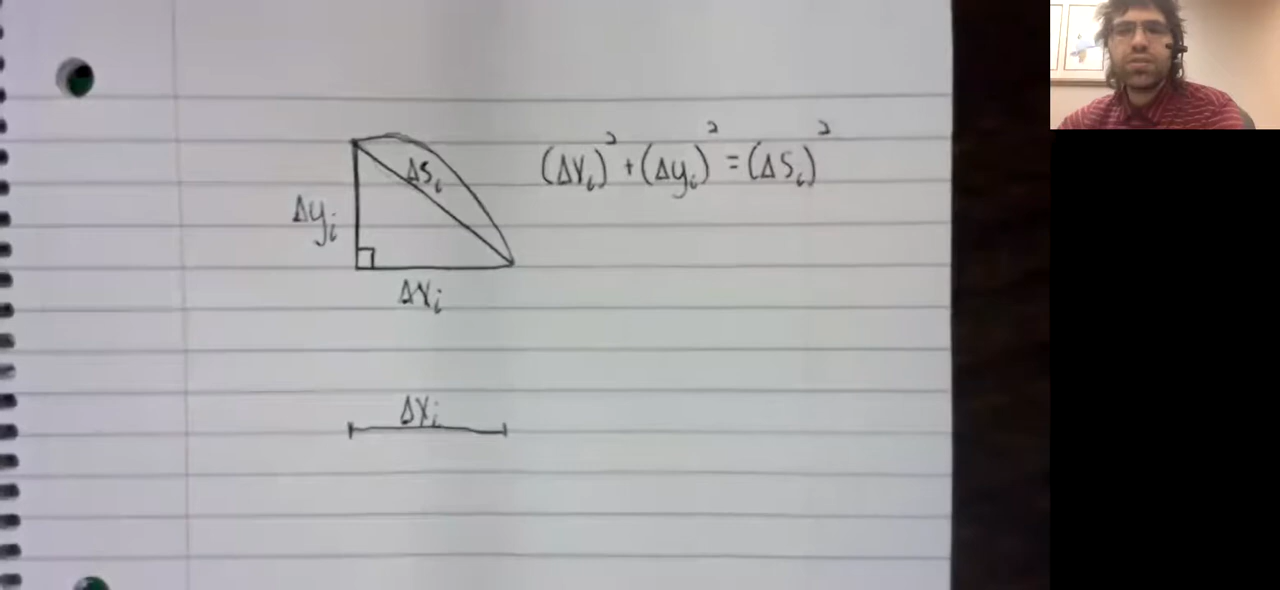 ΔSᵢ
(ΔXᵢ)² + (Δyᵢ)² = (ΔSᵢ)²
Δyᵢ
ΔXᵢ
ΔXᵢ